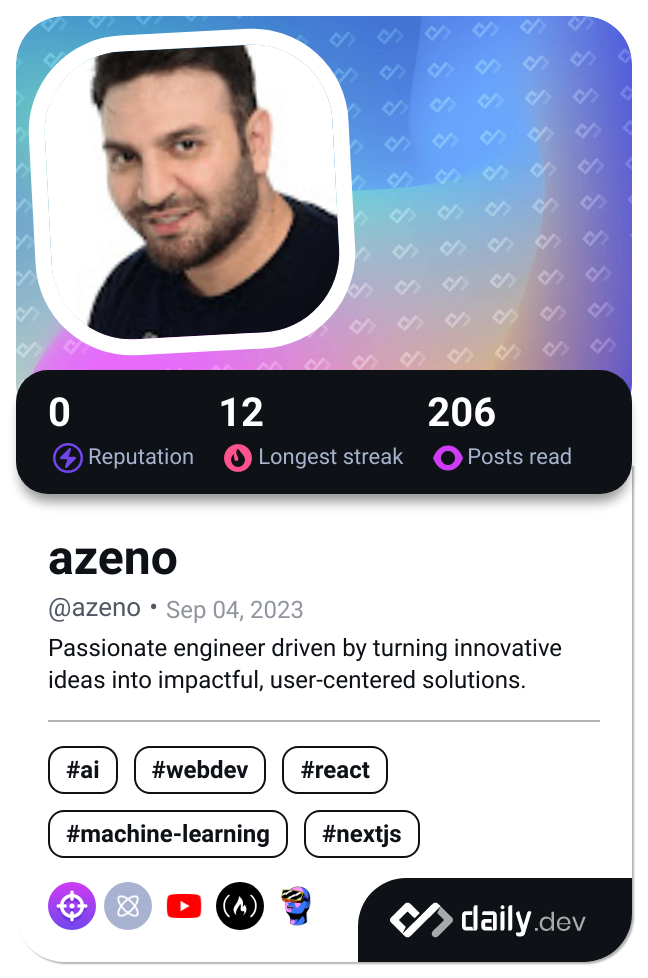 0 12 206
Reputation Longest streak Posts read
azeno
@azeno • Sep 04, 2023
Passionate engineer driven by turning innovative
ideas into impactful, user-centered solutions.
#ai #webdev #react
#machine-learning #nextjs
daily.dev